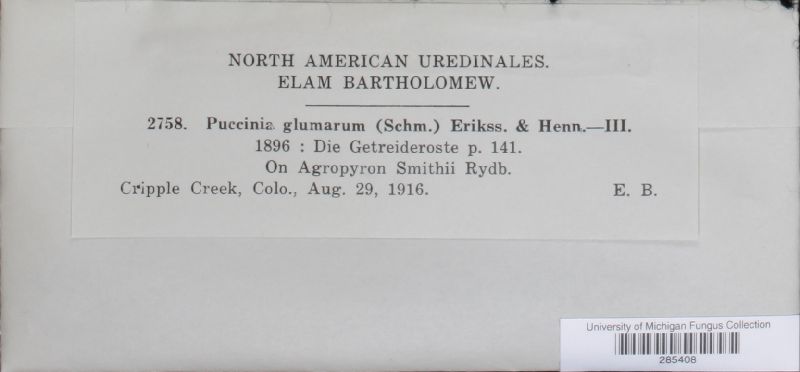 NORTH AMERICAN UREDINALES.
ELAM BARTHOLOMEW.
2758. Puccinia glumarum (Schm.) Erikss. & Henn.—III.
1896 : Die Getreideroste p. 141.
On Agropyron Smithii Rydb.
Cripple Creek, Colo., Aug. 29, 1916. E. B.
University of Michigan Fungus Collection
285408